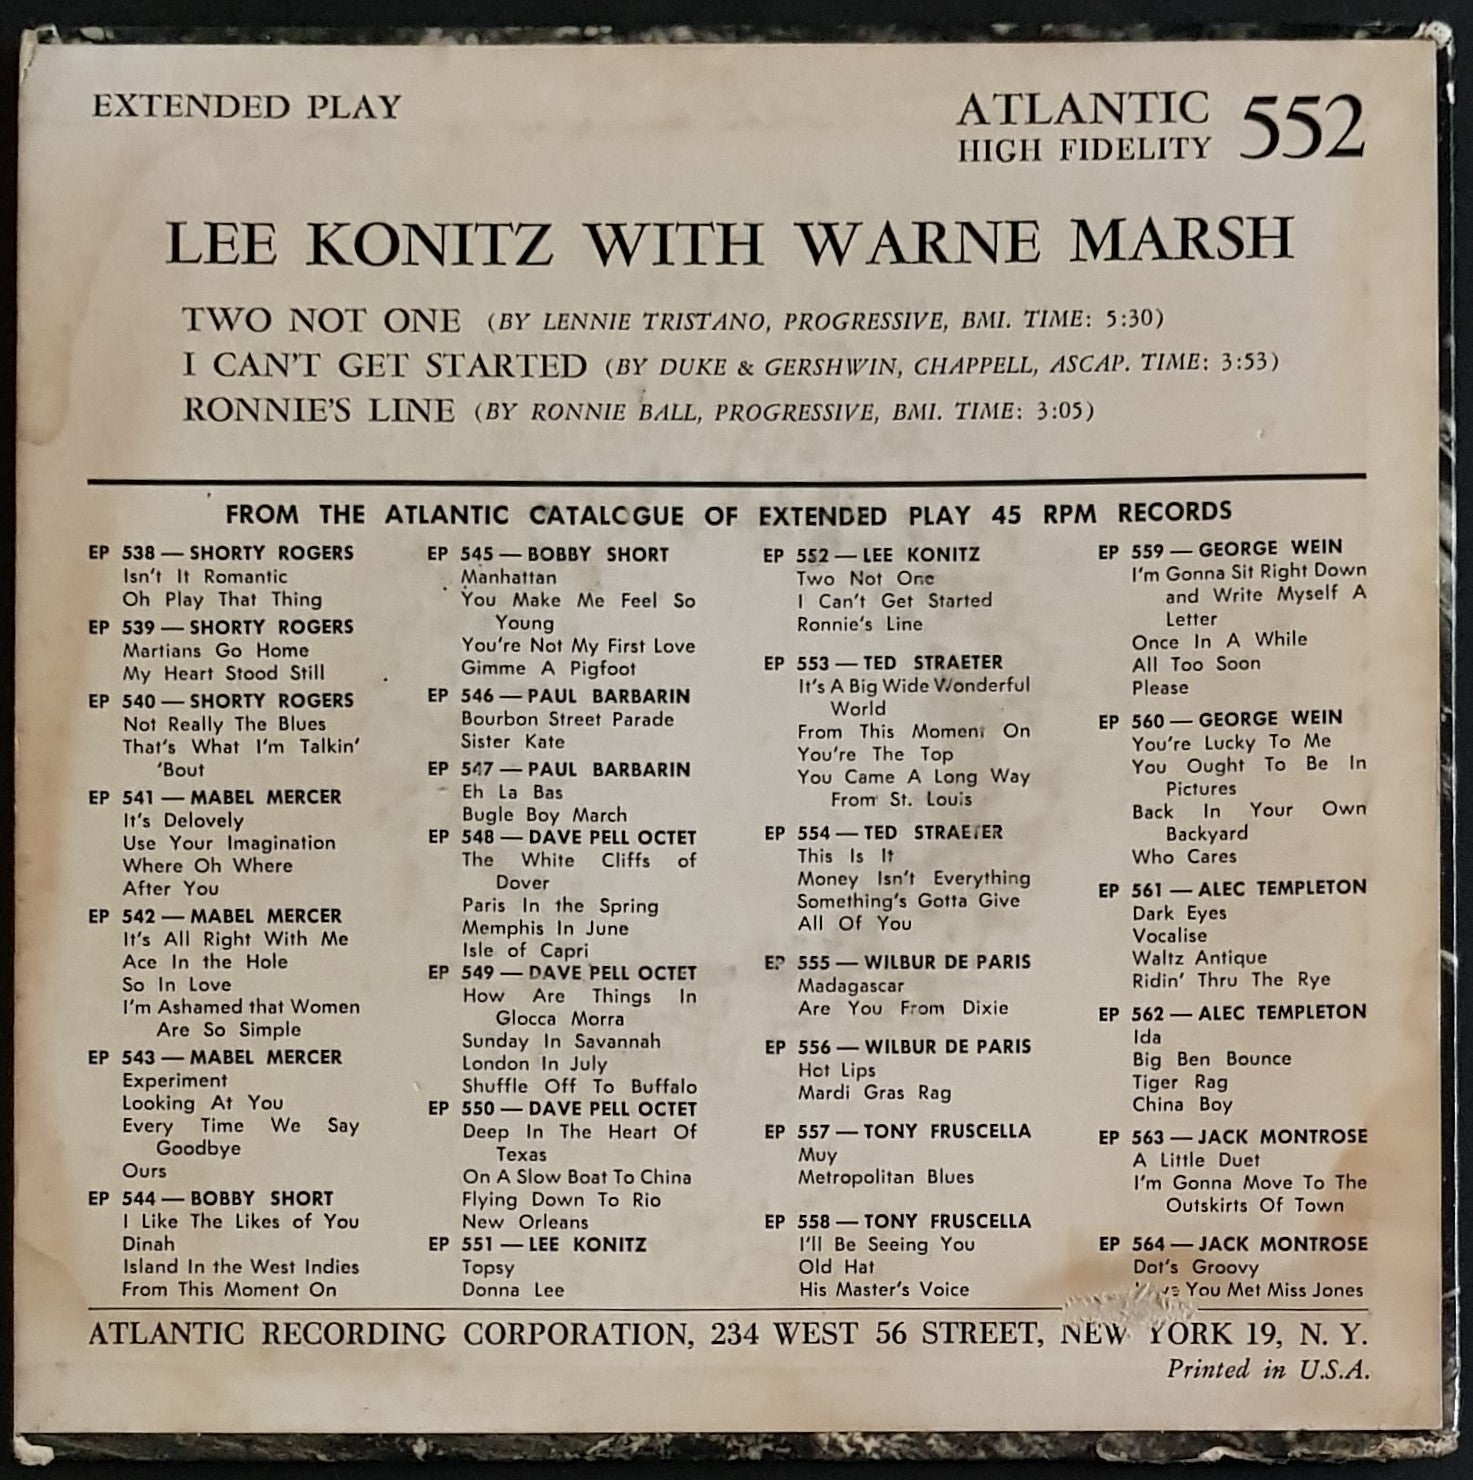 EXTENDED PLAY
ATLANTIC
HIGH FIDELITY
552
LEE KONITZ WITH WARNE MARSH
TWO NOT ONE (BY LENNIE TRISTANO, PROGRESSIVE, BMI. TIME: 5:30)
I CAN'T GET STARTED (BY DUKE & GERSHWIN, CHAPPELL, ASCAP. TIME: 3:53)
RONNIE'S LINE (BY RONNIE BALL, PROGRESSIVE, BMI. TIME: 3:05)
FROM THE ATLANTIC CATALOGUE OF EXTENDED PLAY 45 RPM RECORDS
EP 538 — SHORTY ROGERS
Isn't It Romantic
Oh Play That Thing
EP 539 — SHORTY ROGERS
Martians Go Home
My Heart Stood Still
EP 540 — SHORTY ROGERS
Not Really The Blues
That's What I'm Talkin'
'Bout
EP 541 — MABEL MERCER
It's Delovely
Use Your Imagination
Where Oh Where
After You
EP 542 — MABEL MERCER
It's All Right With Me
Ace In the Hole
So In Love
I'm Ashamed that Women
Are So Simple
EP 543 — MABEL MERCER
Experiment
Looking At You
Every Time We Say
Goodbye
Ours
EP 544 — BOBBY SHORT
I Like The Likes of You
Dinah
Island In the West Indies
From This Moment On
EP 545 — BOBBY SHORT
Manhattan
You Make Me Feel So
Young
You're Not My First Love
Gimme A Pigfoot
EP 546 — PAUL BARBARIN
Bourbon Street Parade
Sister Kate
EP 547 — PAUL BARBARIN
Eh La Bas
Bugle Boy March
EP 548 — DAVE PELL OCTET
The White Cliffs of
Dover
Paris In the Spring
Memphis In June
Isle of Capri
EP 549 — DAVE PELL OCTET
How Are Things In
Glocca Morra
Sunday In Savannah
London In July
Shuffle Off To Buffalo
EP 550 — DAVE PELL OCTET
Deep In The Heart Of
Texas
On A Slow Boat To China
Flying Down To Rio
New Orleans
EP 551 — LEE KONITZ
Topsy
Donna Lee
EP 552 — LEE KONITZ
Two Not One
I Can't Get Started
Ronnie's Line
EP 553 — TED STRAETER
It's A Big Wide Wonderful
World
From This Moment On
You're The Top
You Came A Long Way
From St. Louis
EP 554 — TED STRAETER
This Is It
Money Isn't Everything
Something's Gotta Give
All Of You
EP 555 — WILBUR DE PARIS
Madagascar
Are You From Dixie
EP 556 — WILBUR DE PARIS
Hot Lips
Mardi Gras Rag
EP 557 — TONY FRUSCELLA
Muy
Metropolitan Blues
EP 558 — TONY FRUSCELLA
I'll Be Seeing You
Old Hat
His Master's Voice
EP 559 — GEORGE WEIN
I'm Gonna Sit Right Down
and Write Myself A
Letter
Once In A While
All Too Soon
Please
EP 560 — GEORGE WEIN
You're Lucky To Me
You Ought To Be In
Pictures
Back In Your Own
Backyard
Who Cares
EP 561 — ALEC TEMPLETON
Dark Eyes
Vocalise
Waltz Antique
Ridin' Thru The Rye
EP 562 — ALEC TEMPLETON
Ida
Big Ben Bounce
Tiger Rag
China Boy
EP 563 — JACK MONTROSE
A Little Duet
I'm Gonna Move To The
Outskirts Of Town
EP 564 — JACK MONTROSE
Dot's Groovy
You Met Miss Jones
ATLANTIC RECORDING CORPORATION, 234 WEST 56 STREET, NEW YORK 19, N. Y.
Printed in U.S.A.